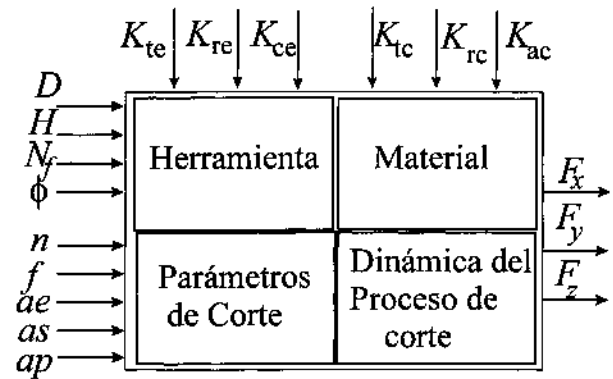 K_te K_re K_ce K_tc K_rc K_ac
D
H
N_f
ϕ
n
f
ae
as
ap
Herramienta
Material
Parámetros
de Corte
Dinámica del
Proceso de
corte
F_x
F_y
F_z